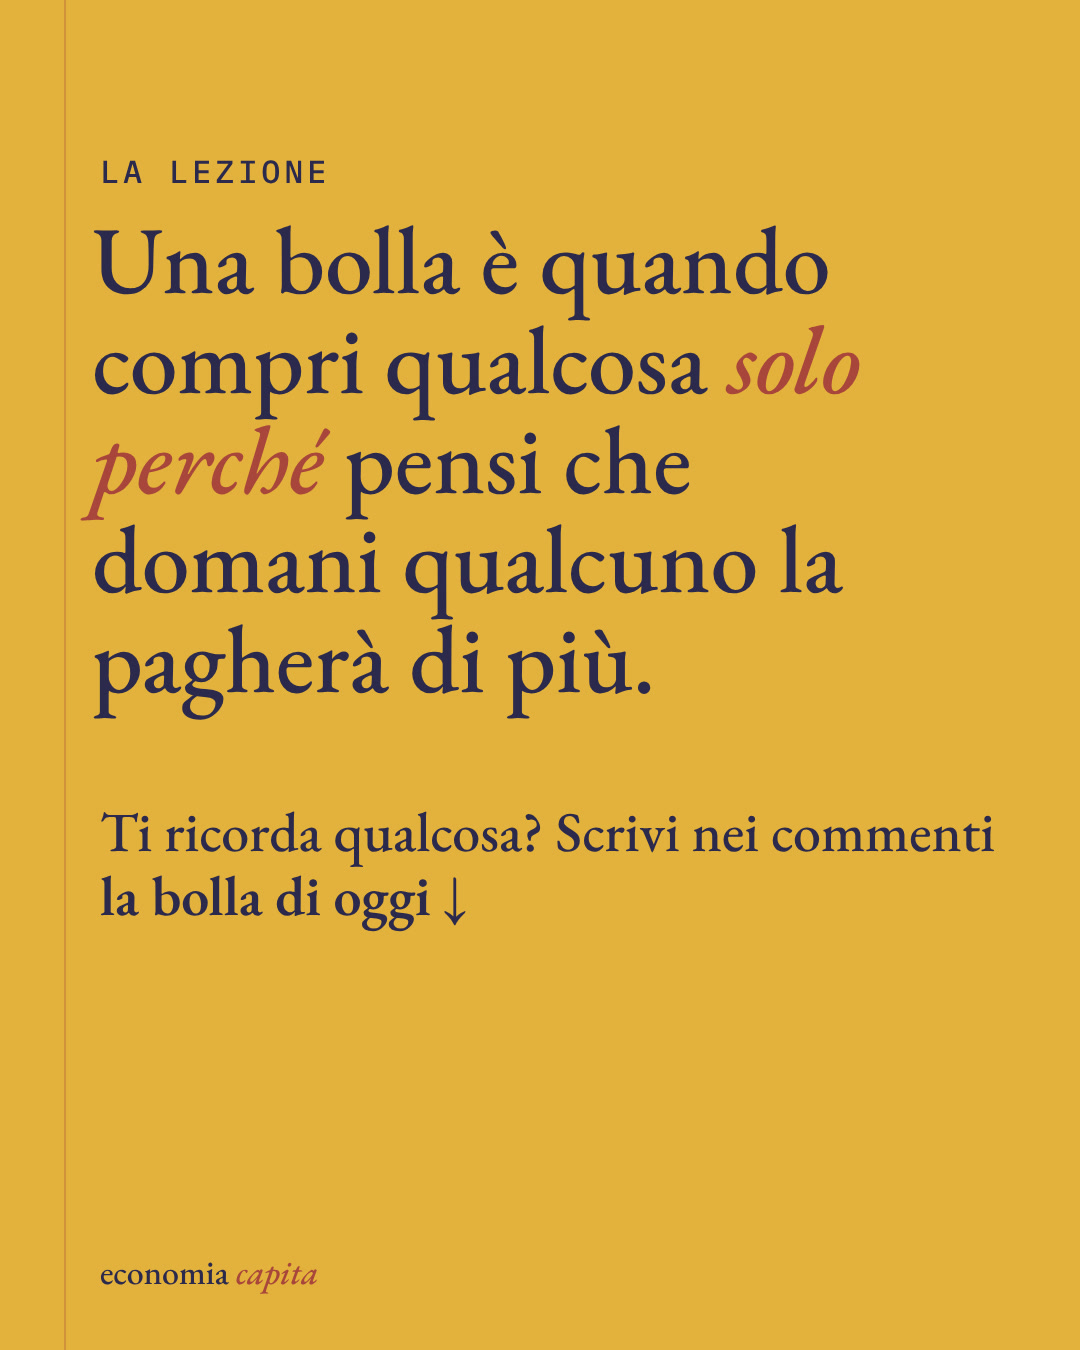 LA LEZIONE
Una bolla è quando
compri qualcosa solo
perché pensi che
domani qualcuno la
pagherà di più.
Ti ricorda qualcosa? Scrivi nei commenti
la bolla di oggi ↓
economia capita